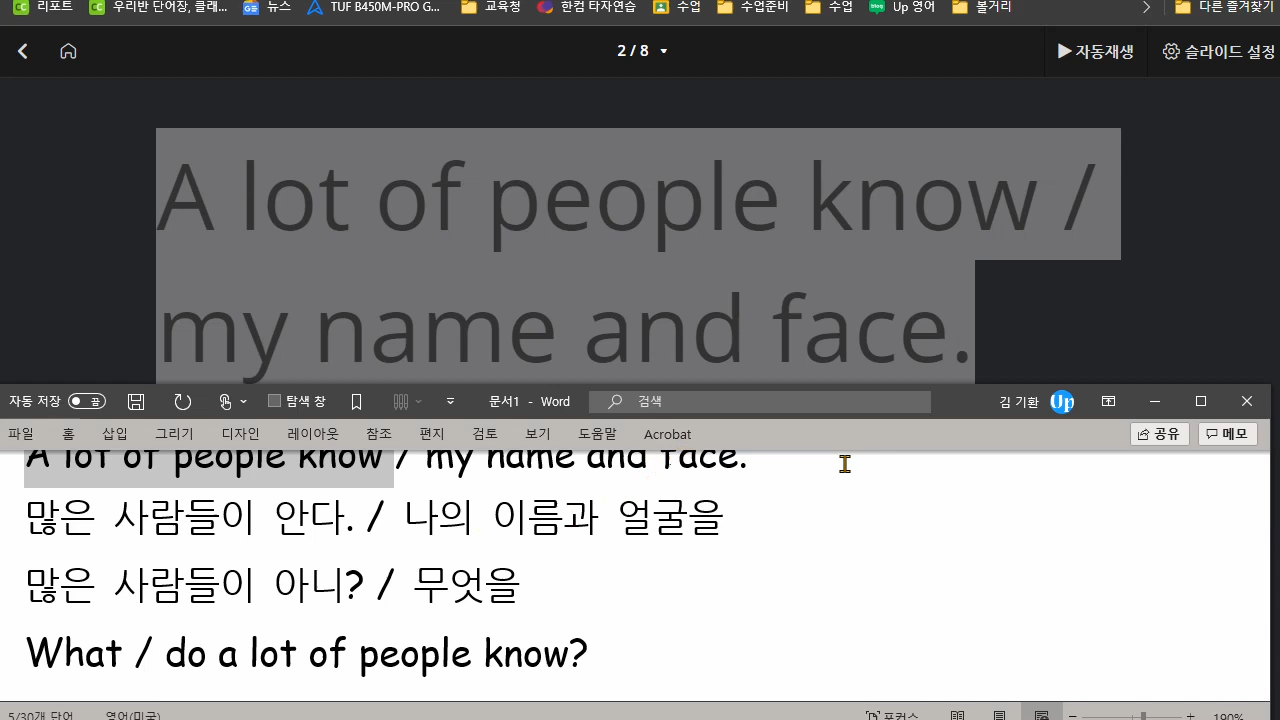 리포트 우리반 단어장, 클래... 뉴스 TUF B450M-PRO G... 교육청 한컴 타자연습 수업 수업준비 수업 Up 영어 볼거리 다른 즐겨찾기
2 / 8 자동재생 슬라이드 설정
A lot of people know /
my name and face.
자동 저장 끔 탐색 창 문서1 - Word 검색 김 기환 Up
파일 홈 삽입 그리기 디자인 레이아웃 참조 편지 검토 보기 도움말 Acrobat 공유 메모
A lot of people know / my name and face.
많은 사람들이 안다. / 나의 이름과 얼굴을
많은 사람들이 아니? / 무엇을
What / do a lot of people know?
5/30개 단어 영어(미국) 포커스 190%